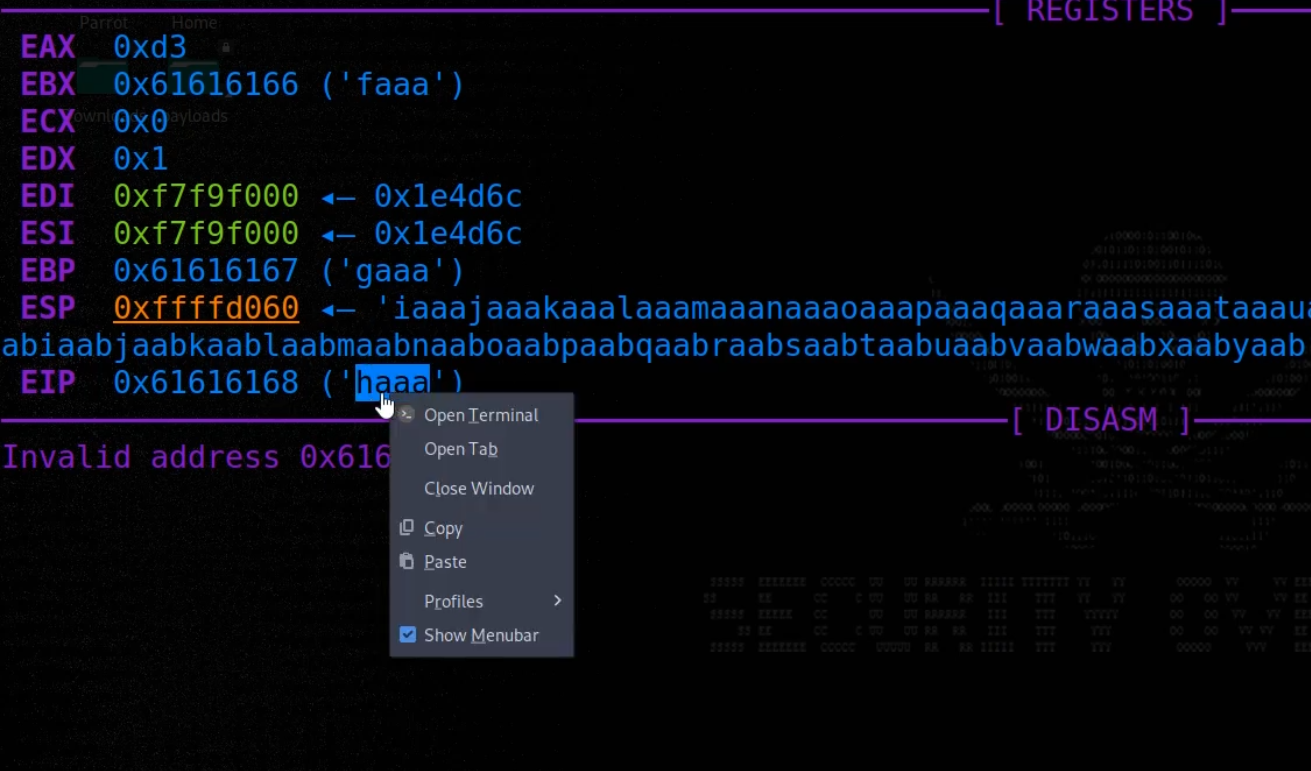 [ REGISTERS ]
Parrot Home
EAX 0xd3
EBX 0x61616166 ('faaa')
ECX 0x0
EDX 0x1
EDI 0xf7f9f000 ◂— 0x1e4d6c
ESI 0xf7f9f000 ◂— 0x1e4d6c
EBP 0x61616167 ('gaaa')
ESP 0xffffd060 ◂— 'iaaajaaakaaalaaamaaanaaaoaaapaaaqaaaraaasaaataaaua
abiaabjaabkaablaabmaabnaaboaabpaabqaabraabsaabtaabuaabvaabwaabxaabyaab
EIP 0x61616168 ('haaa')
[ DISASM ]
Invalid address 0x616
Open Terminal
Open Tab
Close Window
Copy
Paste
Profiles
Show Menubar
SECURITY